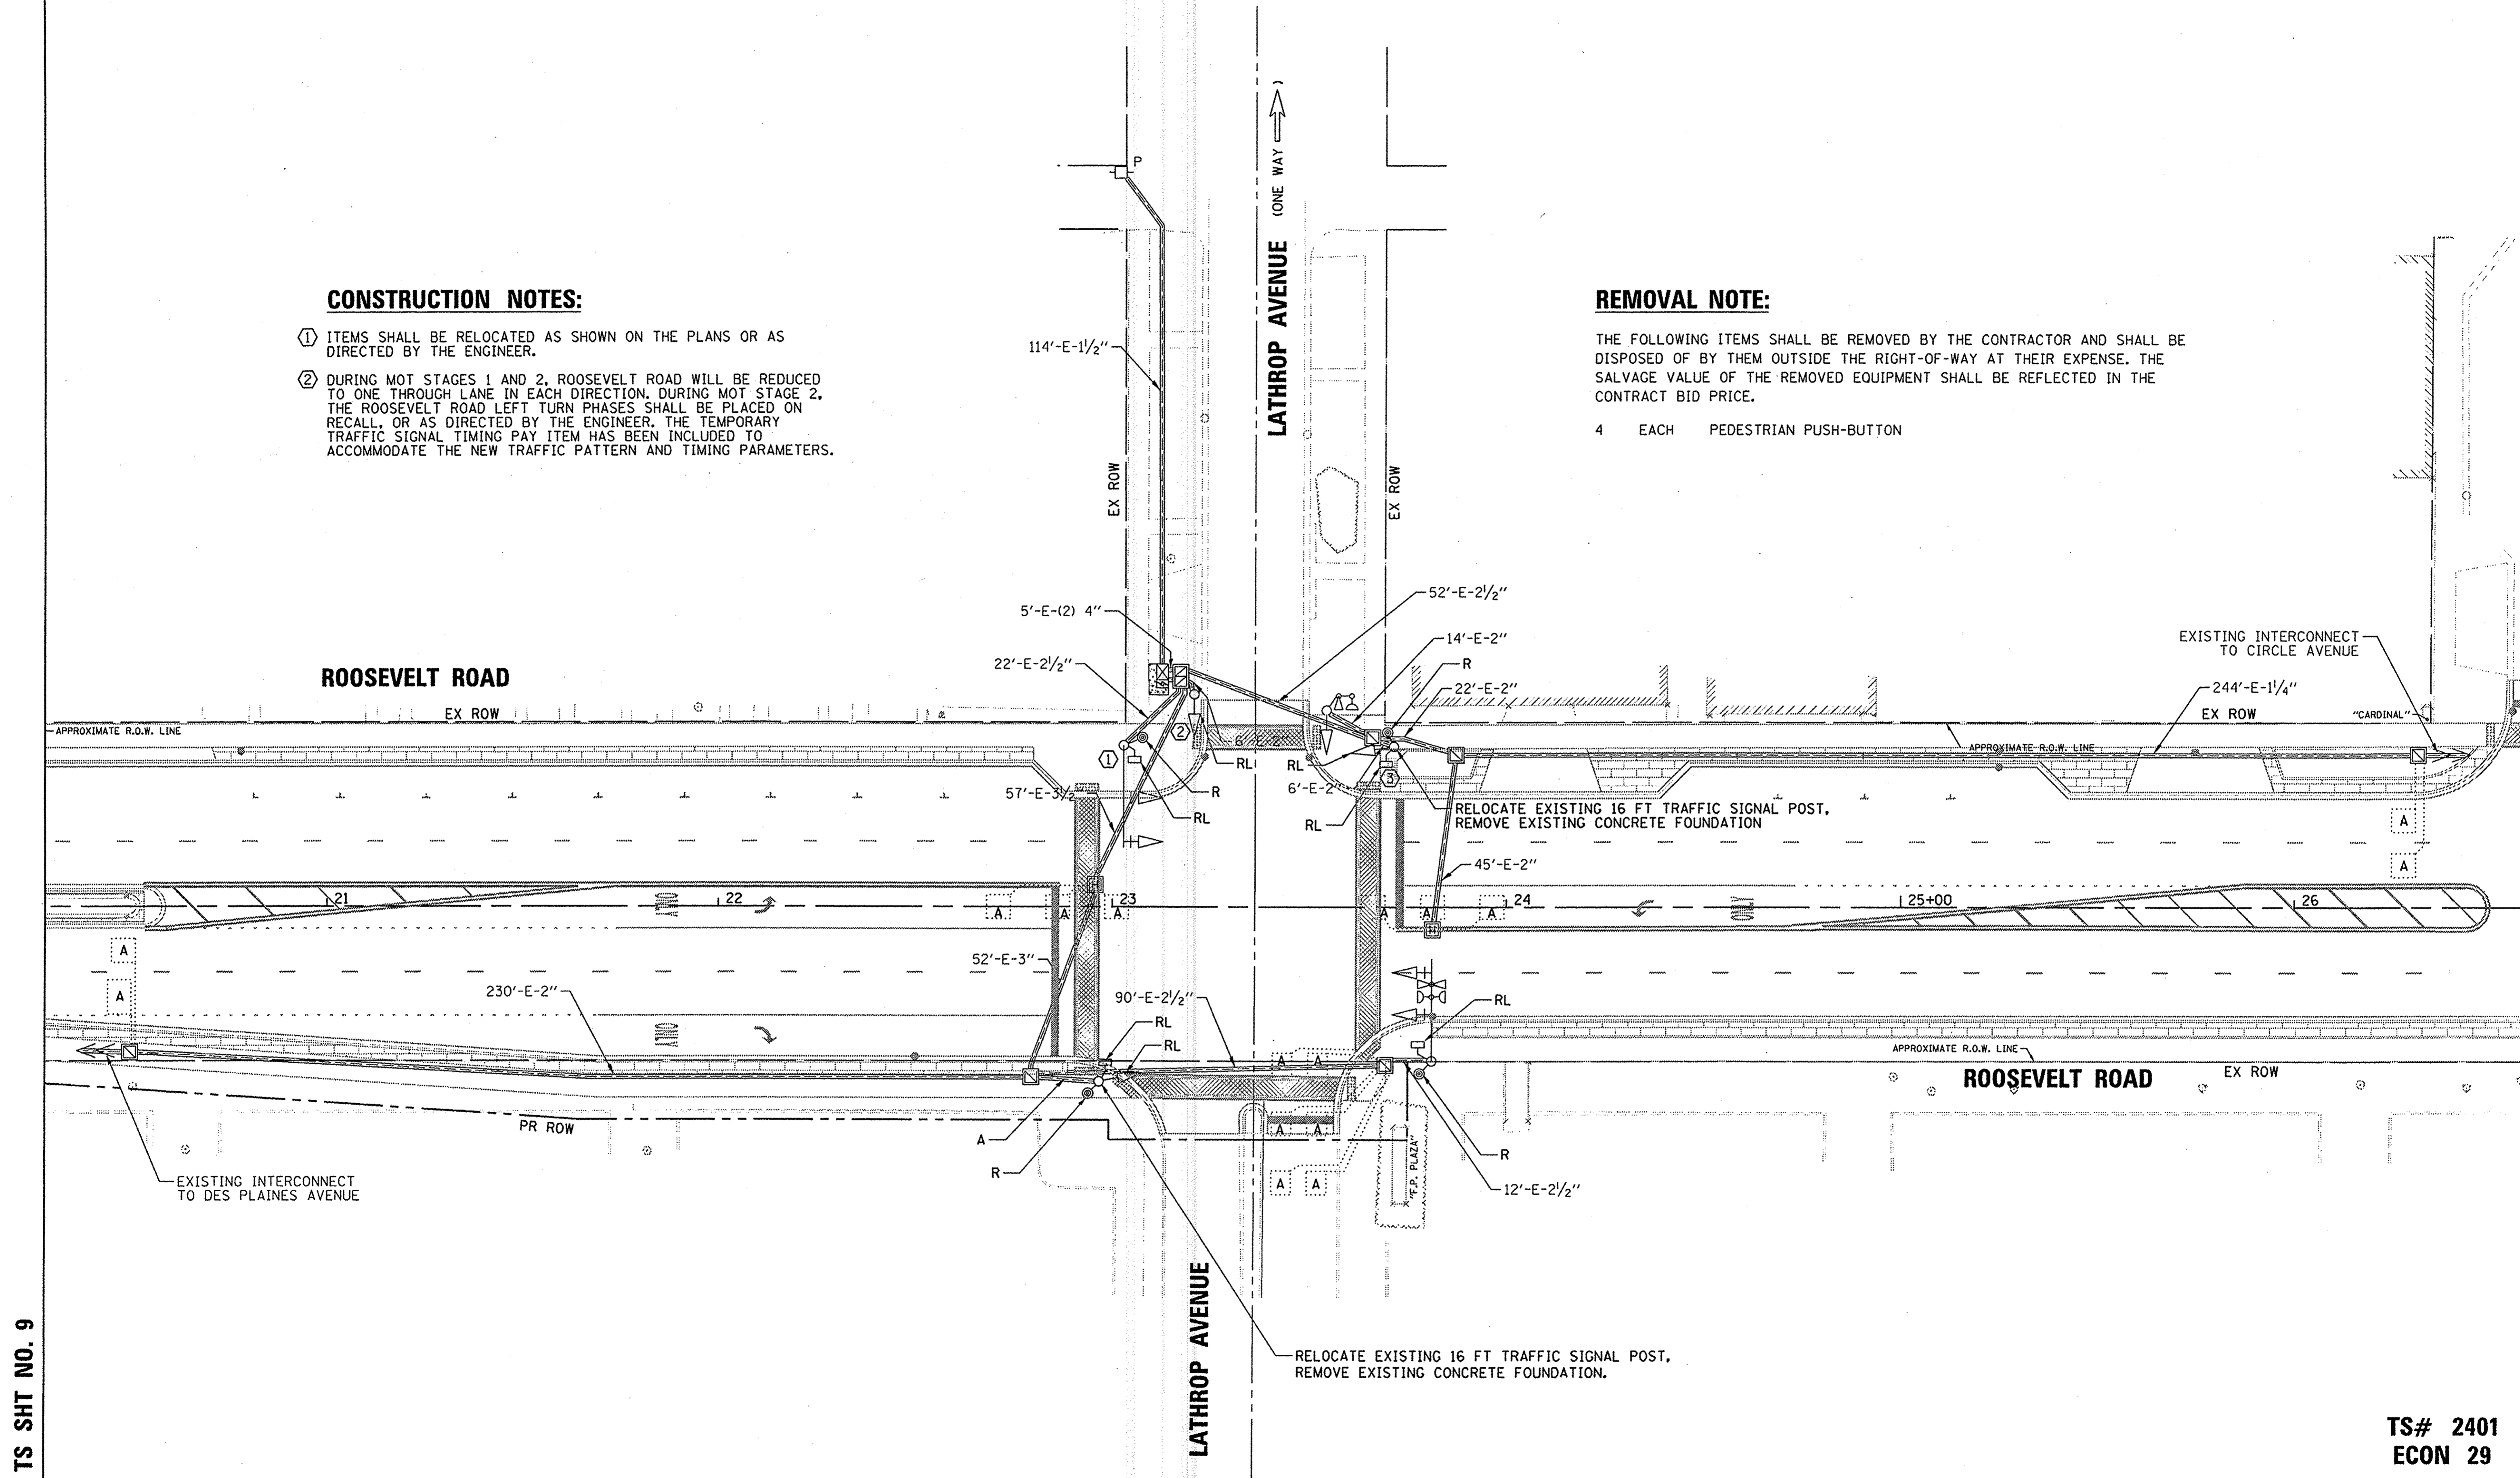 P
LATHROP AVENUE (ONE WAY )
CONSTRUCTION NOTES:
1 ITEMS SHALL BE RELOCATED AS SHOWN ON THE PLANS OR AS
DIRECTED BY THE ENGINEER.
2 DURING MOT STAGES 1 AND 2, ROOSEVELT ROAD WILL BE REDUCED
TO ONE THROUGH LANE IN EACH DIRECTION. DURING MOT STAGE 2,
THE ROOSEVELT ROAD LEFT TURN PHASES SHALL BE PLACED ON
RECALL, OR AS DIRECTED BY THE ENGINEER. THE TEMPORARY
TRAFFIC SIGNAL TIMING PAY ITEM HAS BEEN INCLUDED TO
ACCOMMODATE THE NEW TRAFFIC PATTERN AND TIMING PARAMETERS.
REMOVAL NOTE:
THE FOLLOWING ITEMS SHALL BE REMOVED BY THE CONTRACTOR AND SHALL BE
DISPOSED OF BY THEM OUTSIDE THE RIGHT-OF-WAY AT THEIR EXPENSE. THE
SALVAGE VALUE OF THE REMOVED EQUIPMENT SHALL BE REFLECTED IN THE
CONTRACT BID PRICE.
4 EACH PEDESTRIAN PUSH-BUTTON
114'-E-1½"
EX ROW
EX ROW
52'-E-2½"
5'-E-(2) 4"
14'-E-2"
22'-E-2½"
R
22'-E-2"
EXISTING INTERCONNECT
TO CIRCLE AVENUE
244'-E-1¼"
ROOSEVELT ROAD
EX ROW
EX ROW
"CARDINAL"
APPROXIMATE R.O.W. LINE
APPROXIMATE R.O.W. LINE
2
6'-E-2"
1
RL
RL
3
57'-E-3½"
R
6'-E-2"
RL
RL
RELOCATE EXISTING 16 FT TRAFFIC SIGNAL POST,
REMOVE EXISTING CONCRETE FOUNDATION
A
A
45'-E-2"
21
22
23
24
25+00
26
A
A
A
A
A
A
ONLY
ONLY
A
A
52'-E-3"
230'-E-2"
90'-E-2½"
RL
RL
RL
ONLY
A
A
APPROXIMATE R.O.W. LINE
ROOSEVELT ROAD
EX ROW
PR ROW
A
A
A
R
R
"F.P. PLAZA"
A
A
12'-E-2½"
EXISTING INTERCONNECT
TO DES PLAINES AVENUE
LATHROP AVENUE
RELOCATE EXISTING 16 FT TRAFFIC SIGNAL POST,
REMOVE EXISTING CONCRETE FOUNDATION.
TS SHT NO. 9
TS# 2401
ECON 29